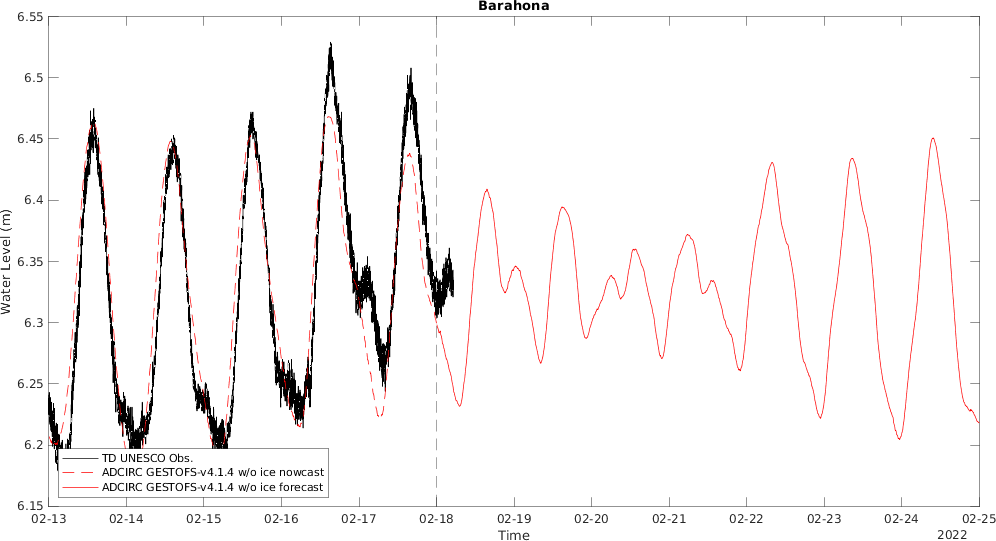 Barahona
6.55
6.5
6.45
6.4
6.35
6.3
6.25
6.2
6.15
Water Level (m)
TD UNESCO Obs.
ADCIRC GESTOFS-v4.1.4 w/o ice nowcast
ADCIRC GESTOFS-v4.1.4 w/o ice forecast
02-13 02-14 02-15 02-16 02-17 02-18 02-19 02-20 02-21 02-22 02-23 02-24 02-25
Time
2022